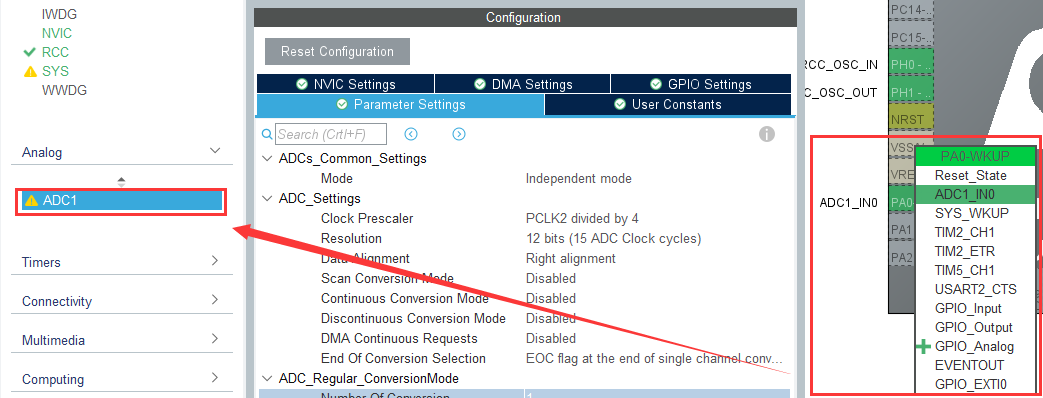 IWDG
NVIC
RCC
SYS
WWDG
Analog
ADC1
Timers
Connectivity
Multimedia
Computing
Configuration
Reset Configuration
NVIC Settings
DMA Settings
GPIO Settings
Parameter Settings
User Constants
Search (Crtl+F)
ADCs_Common_Settings
Mode Independent mode
ADC_Settings
Clock Prescaler PCLK2 divided by 4
Resolution 12 bits (15 ADC Clock cycles)
Data Alignment Right alignment
Scan Conversion Mode Disabled
Continuous Conversion Mode Disabled
Discontinuous Conversion Mode Disabled
DMA Continuous Requests Disabled
End Of Conversion Selection EOC flag at the end of single channel conv...
ADC_Regular_ConversionMode
Number Of Conversion 1
PC14-..
PC15-..
RCC_OSC_IN PH0 - ..
C_OSC_OUT PH1 - ..
NRST
VSS
VRE
ADC1_IN0 PA0-
PA1
PA2
PA0-WKUP
Reset_State
ADC1_IN0
SYS_WKUP
TIM2_CH1
TIM2_ETR
TIM5_CH1
USART2_CTS
GPIO_Input
GPIO_Output
GPIO_Analog
EVENTOUT
GPIO_EXTI0